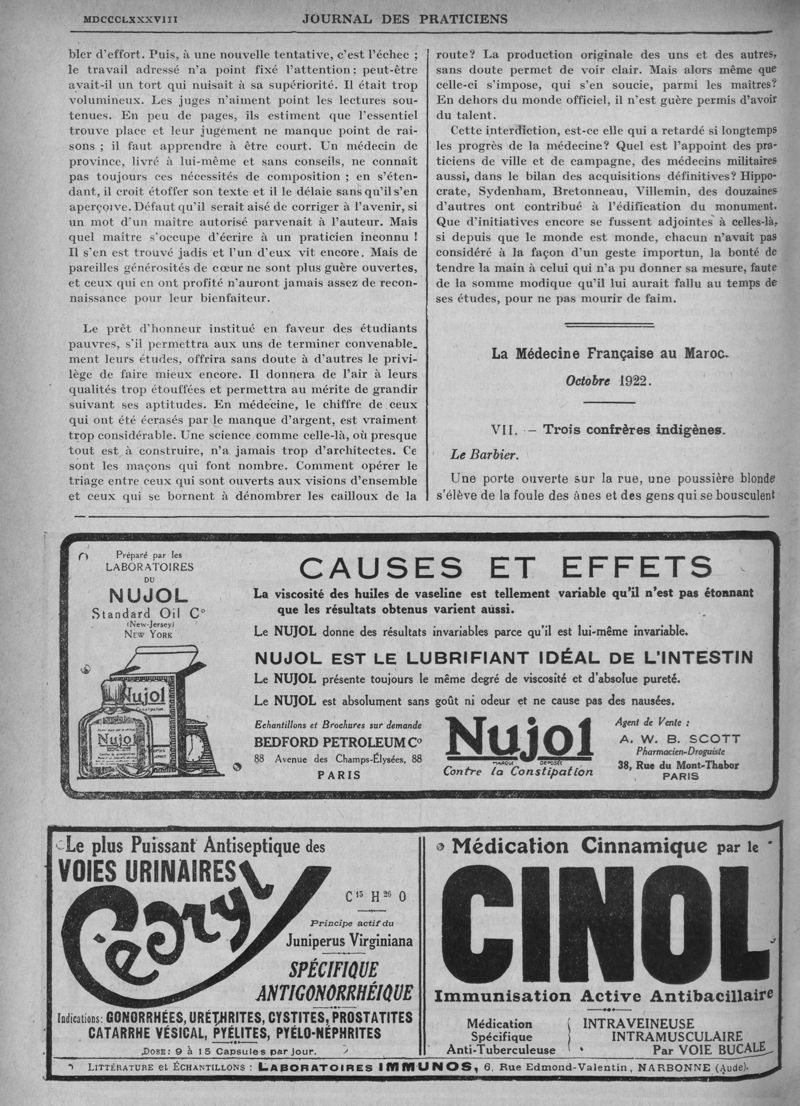 MDCCCLXXXVIII
JOURNAL DES PRATICIENS
bler d'effort. Puis, à une nouvelle tentative, c'est l'échec ;
le travail adressé n'a point fixé l'attention ; peut-être
avait-il un tort qui nuisait à sa supériorité. Il était trop
volumineux. Les juges n'aiment point les lectures sou-
tenues. En peu de pages, ils estiment que l'essentiel
trouve place et leur jugement ne manque point de rai-
sons ; il faut apprendre à être court. Un médecin de
province, livré à lui-même et sans conseils, ne connaît
pas toujours ces nécessités de composition ; en s'éten-
dant, il croit étoffer son texte et il le délaie sans qu'il s'en
aperçoive. Défaut qu'il serait aisé de corriger à l'avenir, si
un mot d'un maître autorisé parvenait à l'auteur. Mais
quel maître s'occupe d'écrire à un praticien inconnu !
Il s'en est trouvé jadis et l'un d'eux vit encore. Mais de
pareilles générosités de cœur ne sont plus guère ouvertes,
et ceux qui en ont profité n'auront jamais assez de recon-
naissance pour leur bienfaiteur.
Le prêt d'honneur institué en faveur des étudiants
pauvres, s'il permettra aux uns de terminer convenable-
ment leurs études, offrira sans doute à d'autres le privi-
lège de faire mieux encore. Il donnera de l'air à leurs
qualités trop étouffées et permettra au mérite de grandir
suivant ses aptitudes. En médecine, le chiffre de ceux
qui ont été écrasés par le manque d'argent, est vraiment
trop considérable. Une science comme celle-là, où presque
tout est à construire, n'a jamais trop d'architectes. Ce
sont les maçons qui font nombre. Comment opérer le
triage entre ceux qui sont ouverts aux visions d'ensemble
et ceux qui se bornent à dénombrer les cailloux de la
route? La production originale des uns et des autres,
sans doute permet de voir clair. Mais alors même que
celle-ci s'impose, qui s'en soucie, parmi les maîtres?
En dehors du monde officiel, il n'est guère permis d'avoir
du talent.
Cette interdiction, est-ce elle qui a retardé si longtemps
les progrès de la médecine? Quel est l'appoint des pra-
ticiens de ville et de campagne, des médecins militaires
aussi, dans le bilan des acquisitions définitives? Hippo-
crate, Sydenham, Bretonneau, Villemin, des douzaines
d'autres ont contribué à l'édification du monument.
Que d'initiatives encore se fussent adjointes à celles-là,
si depuis que le monde est monde, chacun n'avait pas
considéré à la façon d'un geste importun, la bonté de
tendre la main à celui qui n'a pu donner sa mesure, faute
de la somme modique qu'il lui aurait fallu au temps de
ses études, pour ne pas mourir de faim.
La Médecine Française au Maroc.
Octobre 1922.
VII. — Trois confrères indigènes.
Le Barbier.
Une porte ouverte sur la rue, une poussière blonde
s'élève de la foule des ânes et des gens qui se bousculent
Préparé par les
LABORATOIRES
DU
NUJOL
Standard Oil Cº
(New-Jersey)
NEW YORK
Nujol
Nujol
CAUSES ET EFFETS
La viscosité des huiles de vaseline est tellement variable qu'il n'est pas étonnant
que les résultats obtenus varient aussi.
Le NUJOL donne des résultats invariables parce qu'il est lui-même invariable.
NUJOL EST LE LUBRIFIANT IDÉAL DE L'INTESTIN
Le NUJOL présente toujours le même degré de viscosité et d'absolue pureté.
Le NUJOL est absolument sans goût ni odeur et ne cause pas des nausées.
Echantillons et Brochures sur demande
BEDFORD PETROLEUM Cº
88 Avenue des Champs-Élysées, 88
PARIS
Nujol
MARQUE DÉPOSÉE
Contre la Constipation
Agent de Vente :
A. W. B. SCOTT
Pharmacien-Droguiste
38, Rue du Mont-Thabor
PARIS
Le plus Puissant Antiseptique des
VOIES URINAIRES
Cédryl
C¹⁵ H²⁶ O
Principe actif du
Juniperus Virginiana
SPÉCIFIQUE
ANTIGONORRHÉIQUE
Indications: GONORRHÉES, URÉTHRITES, CYSTITES, PROSTATITES
CATARRHE VÉSICAL, PYÉLITES, PYÉLO-NÉPHRITES
DOSE: 9 à 15 Capsules par jour.
Médication Cinnamique par le
CINOL
Immunisation Active Antibacillaire
Médication
Spécifique
Anti-Tuberculeuse
INTRAVEINEUSE
INTRAMUSCULAIRE
Par VOIE BUCALE
LITTÉRATURE et ÉCHANTILLONS : LABORATOIRES IMMUNOS, 6, Rue Edmond-Valentin, NARBONNE (Aude).